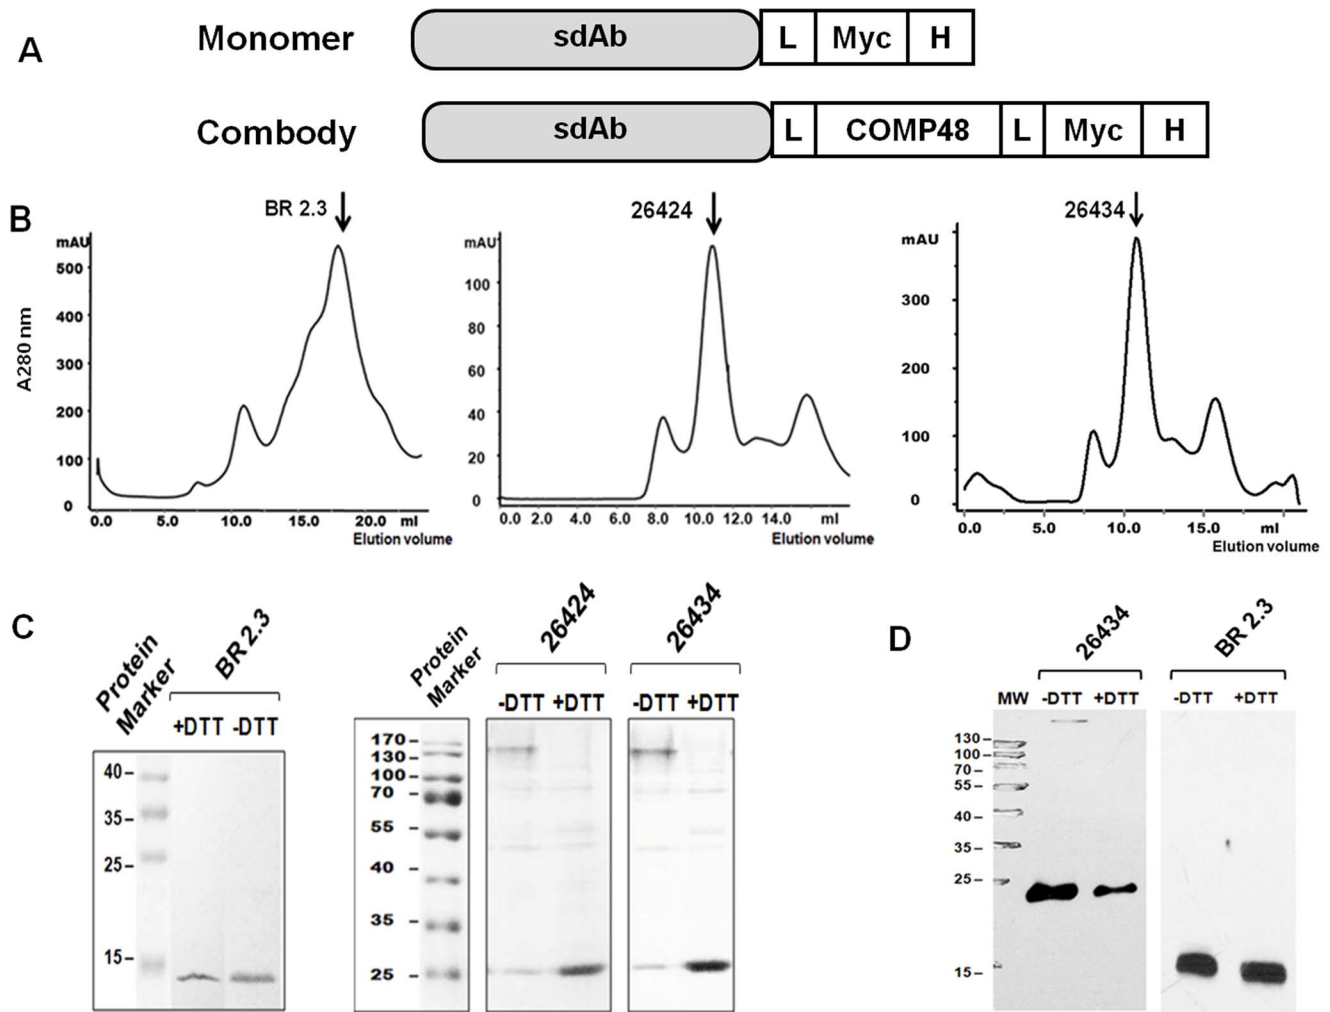 A
Monomer
sdAb L Myc H
Combody
sdAb L COMP48 L Myc H
B
BR 2.3
26424
26434
mAU
500
400
300
200
100
0
A280 nm
0.0 5.0 10.0 15.0 20.0 ml
Elution volume
mAU
100
80
60
40
20
0
0.0 2.0 4.0 6.0 8.0 10.0 12.0 14.0 ml
Elution volume
mAU
300
200
100
0
0.0 5.0 10.0 15.0 ml
Elution volume
C
Protein
Marker
BR 2.3
+DTT -DTT
40
35
25
15
Protein
Marker
26424
26434
-DTT +DTT
-DTT +DTT
170
130
100
70
55
40
35
25
D
26434
BR 2.3
MW -DTT +DTT
-DTT +DTT
130
100
70
55
40
35
25
15